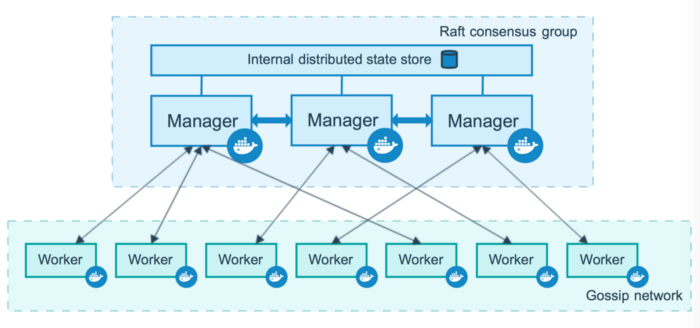 Raft consensus group
Internal distributed state store
Manager
Manager
Manager
Worker
Worker
Worker
Worker
Worker
Worker
Worker
Gossip network